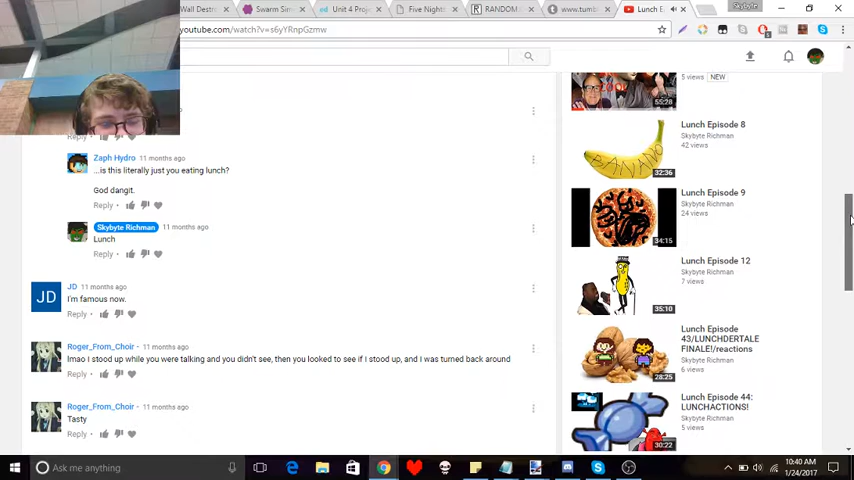 Wall Destro
Swarm Sim
Unit 4 Proj
Five Nights
RANDOM
www.tumb
Lunch E
Skybyte
youtube.com/watch?v=s6yYRnpGzmw
5 views NEW
55:28
Reply
Zaph Hydro 11 months ago
...is this literally just you eating lunch?
God dangit.
Reply
Skybyte Richman 11 months ago
Lunch
Reply
JD
JD 11 months ago
I'm famous now.
Reply
Roger_From_Choir 11 months ago
lmao I stood up while you were talking and you didn't see, then you looked to see if I stood up, and I was turned back around
Reply
Roger_From_Choir 11 months ago
Tasty
Reply
BANANO
32:36
Lunch Episode 8
Skybyte Richman
42 views
34:15
Lunch Episode 9
Skybyte Richman
24 views
35:10
Lunch Episode 12
Skybyte Richman
7 views
28:25
Lunch Episode
43/LUNCHDERTALE
FINALE!/reactions
Skybyte Richman
6 views
30:22
Lunch Episode 44:
LUNCHACTIONS!
Skybyte Richman
5 views
Ask me anything
10:40 AM
1/24/2017